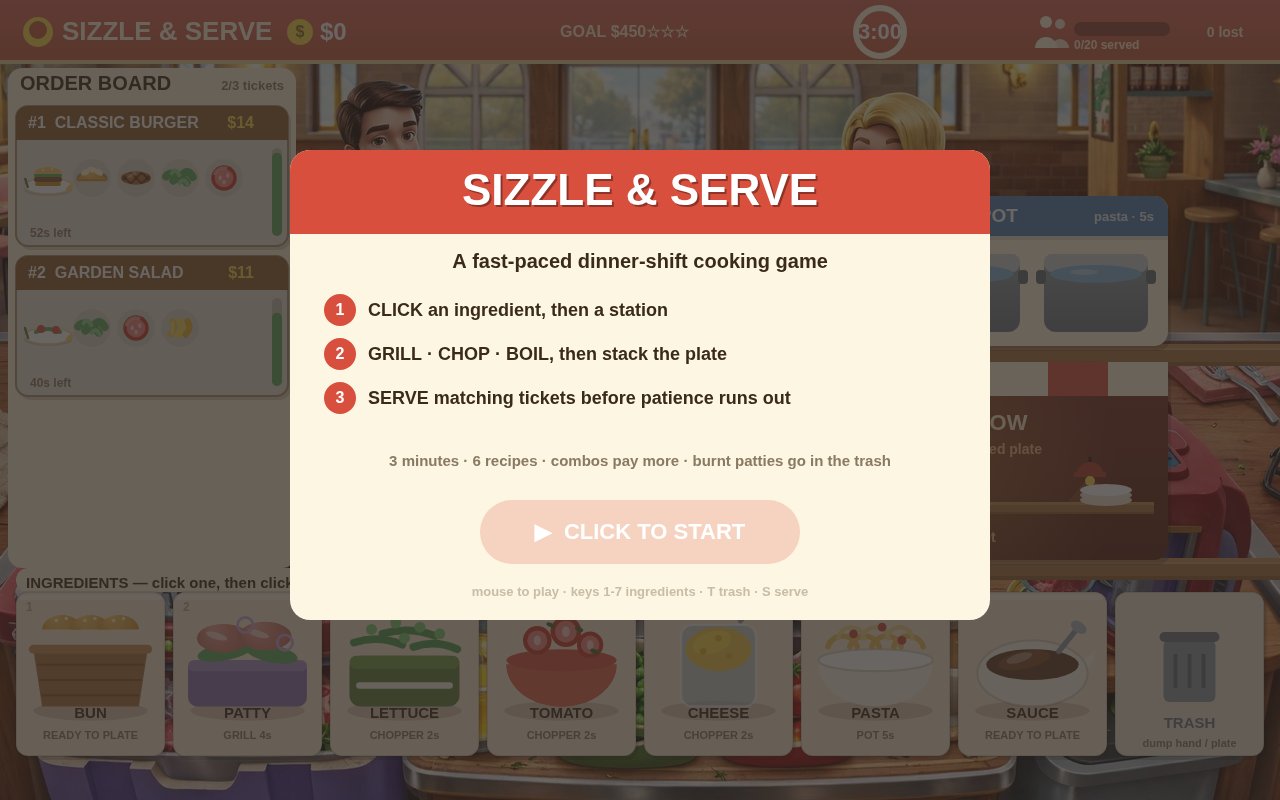 SIZZLE & SERVE
$ $0
GOAL $450☆☆☆
3:00
0/20 served
0 lost
ORDER BOARD
2/3 tickets
#1 CLASSIC BURGER $14
52s left
#2 GARDEN SALAD $11
40s left
SIZZLE & SERVE
A fast-paced dinner-shift cooking game
1 CLICK an ingredient, then a station
2 GRILL · CHOP · BOIL, then stack the plate
3 SERVE matching tickets before patience runs out
3 minutes · 6 recipes · combos pay more · burnt patties go in the trash
▶ CLICK TO START
mouse to play · keys 1-7 ingredients · T trash · S serve
pasta · 5s
plate
INGREDIENTS — click one, then click
1
BUN
READY TO PLATE
2
PATTY
GRILL 4s
LETTUCE
CHOPPER 2s
TOMATO
CHOPPER 2s
CHEESE
CHOPPER 2s
PASTA
POT 5s
SAUCE
READY TO PLATE
TRASH
dump hand / plate